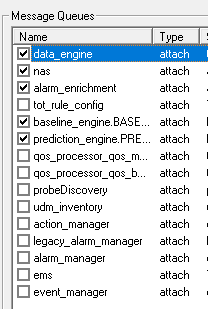 Message Queues
Name Type
data_engine attach
nas attach
alarm_enrichment attach
tot_rule_config attach
baseline_engine.BASE... attach
prediction_engine.PRE... attach
qos_processor_qos_m... attach
qos_processor_qos_b... attach
probeDiscovery attach
udm_inventory attach
action_manager attach
legacy_alarm_manager attach
alarm_manager attach
ems attach
event_manager attach